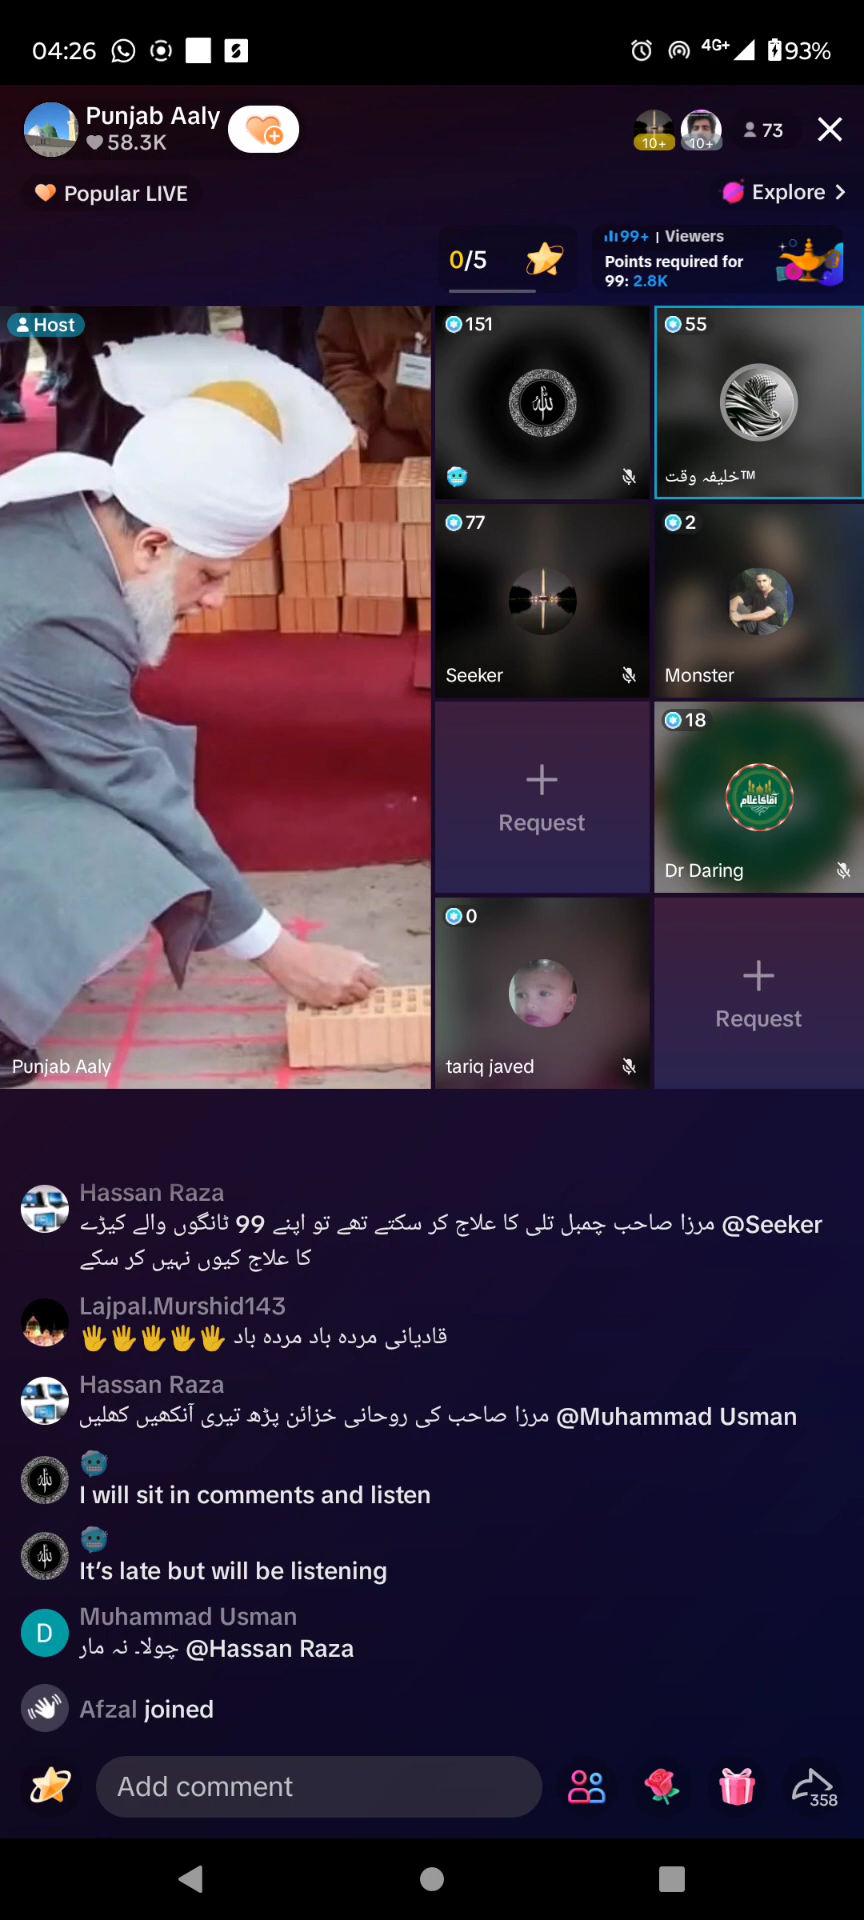 04:26
4G+
93%
Punjab Aaly
58.3K
10+
10+
73
Popular LIVE
Explore
0/5
99+ | Viewers
Points required for
99: 2.8K
Host
151
55
خلیفہ وقت™
77
2
Seeker
Monster
Request
18
آقا کا غلام
Dr Daring
0
Request
Punjab Aaly
tariq javed
Hassan Raza
@Seeker مرزا صاحب چمبل تلی کا علاج کر سکتے تھے تو اپنے 99 ٹانگوں والے کیڑے
کا علاج کیوں نہیں کر سکے
Lajpal.Murshid143
قادیانی مردہ باد مردہ باد 🖐🖐🖐🖐🖐
Hassan Raza
@Muhammad Usman مرزا صاحب کی روحانی خزائن پڑھ تیری آنکھیں کھلیں
I will sit in comments and listen
It's late but will be listening
D
Muhammad Usman
@Hassan Raza چولا۔ نہ مار
Afzal joined
Add comment
358